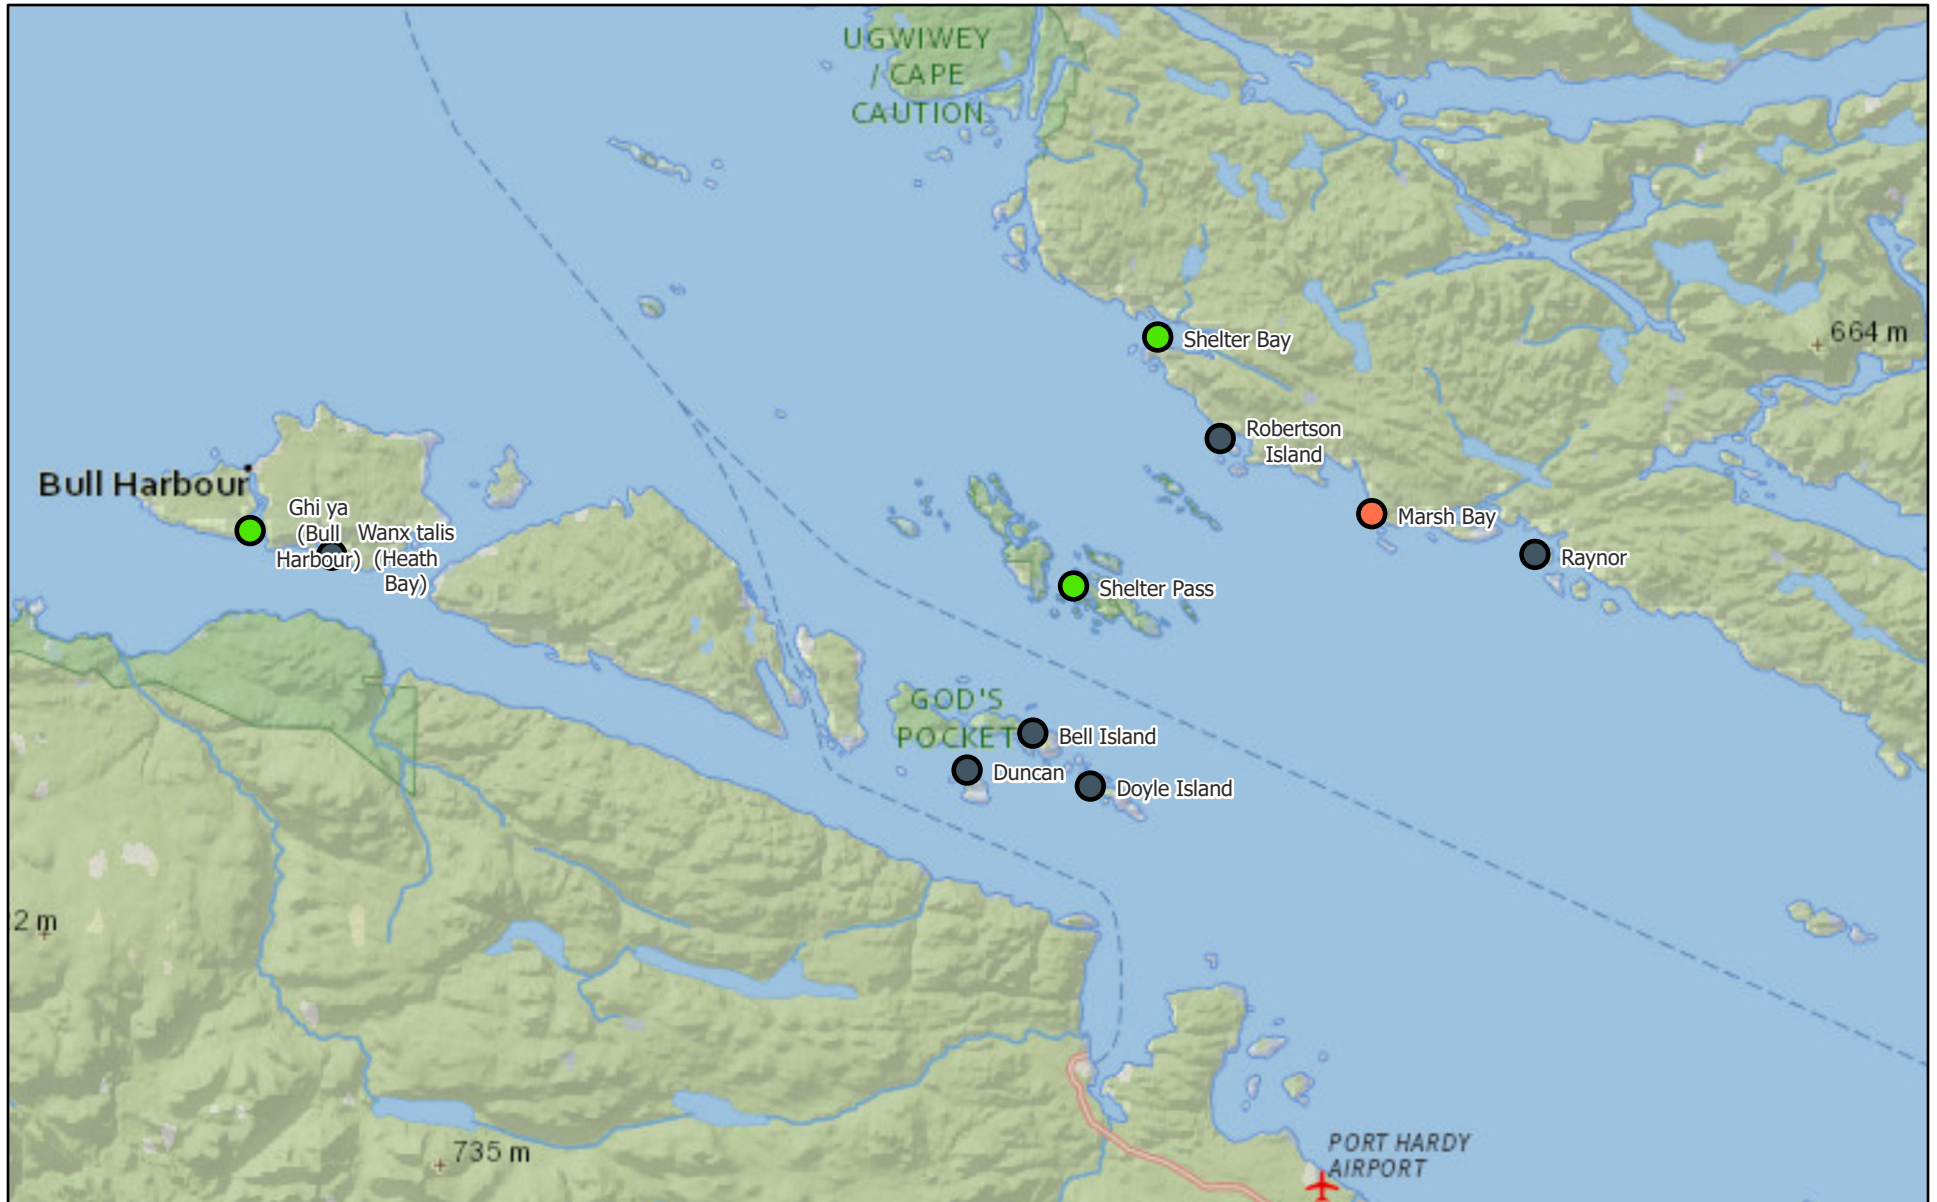 UGWIWEY
/ CAPE
CAUTION
664 m
Shelter Bay
Robertson
Island
Bull Harbour
Ghi ya
(Bull
Harbour)
Wanx talis
(Heath
Bay)
Marsh Bay
Raynor
Shelter Pass
GOD'S
POCKET
Bell Island
Duncan
Doyle Island
2 m
735 m
PORT HARDY
AIRPORT